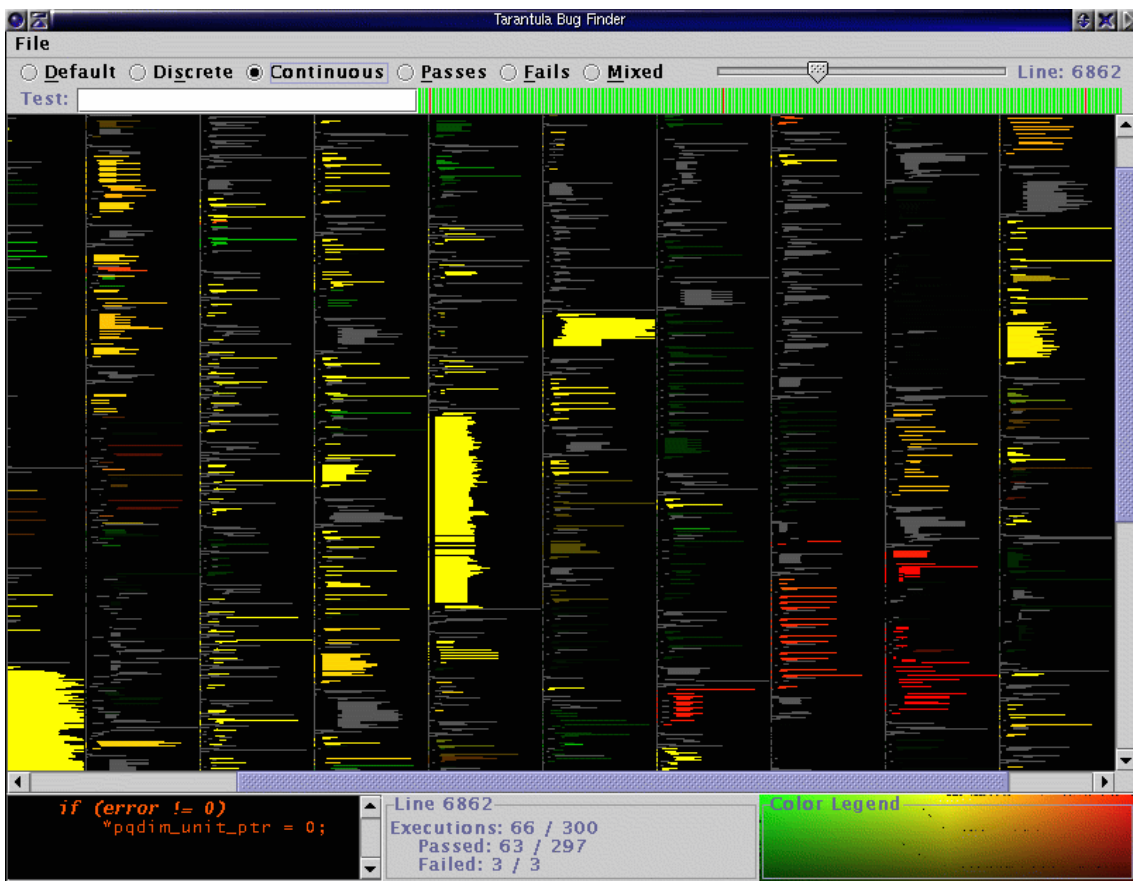 Tarantula Bug Finder
File
Default Discrete Continuous Passes Fails Mixed Line: 6862
Test:
if (error != 0)
*pqdim_unit_ptr = 0;
Line 6862
Executions: 66 / 300
Passed: 63 / 297
Failed: 3 / 3
Color Legend